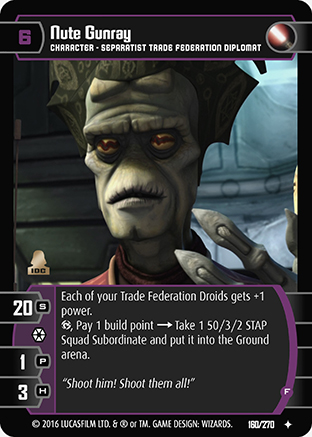 6
Nute Gunray
CHARACTER - SEPARATIST TRADE FEDERATION DIPLOMAT
IDC
20 S
1 P
3 H
Each of your Trade Federation Droids gets +1
power.
, Pay 1 build point → Take 1 50/3/2 STAP
Squad Subordinate and put it into the Ground
arena.
“Shoot him! Shoot them all!”
F
© 2016 LUCASFILM LTD. & ® OR TM. GAME DESIGN: WIZARDS.
160/270